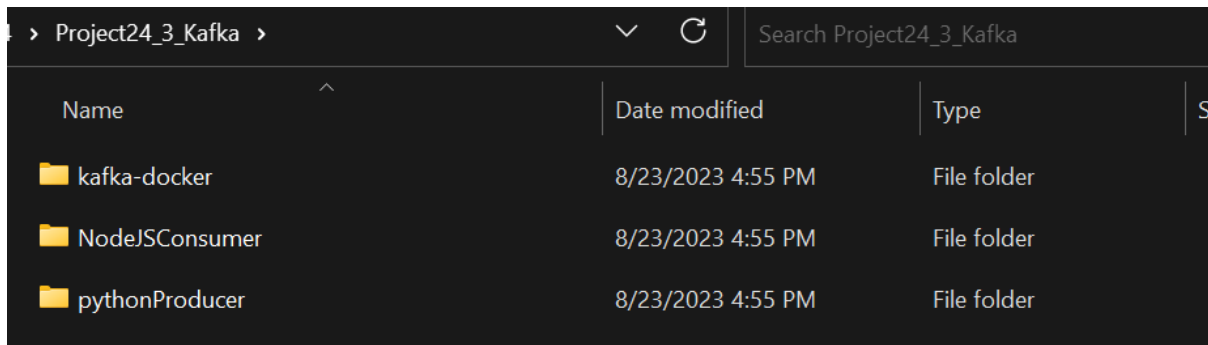 > Project24_3_Kafka > Search Project24_3_Kafka
Name Date modified Type
kafka-docker 8/23/2023 4:55 PM File folder
NodeJSConsumer 8/23/2023 4:55 PM File folder
pythonProducer 8/23/2023 4:55 PM File folder